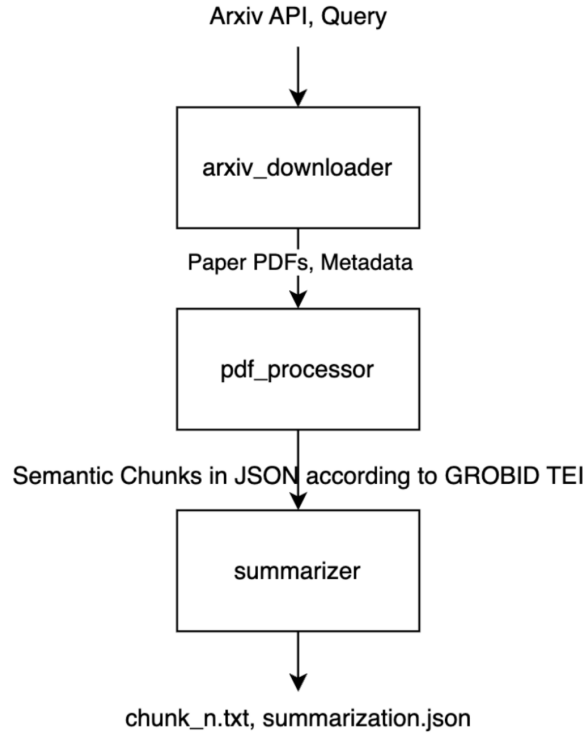 Arxiv API, Query
arxiv_downloader
Paper PDFs, Metadata
pdf_processor
Semantic Chunks in JSON according to GROBID TEI
summarizer
chunk_n.txt, summarization.json